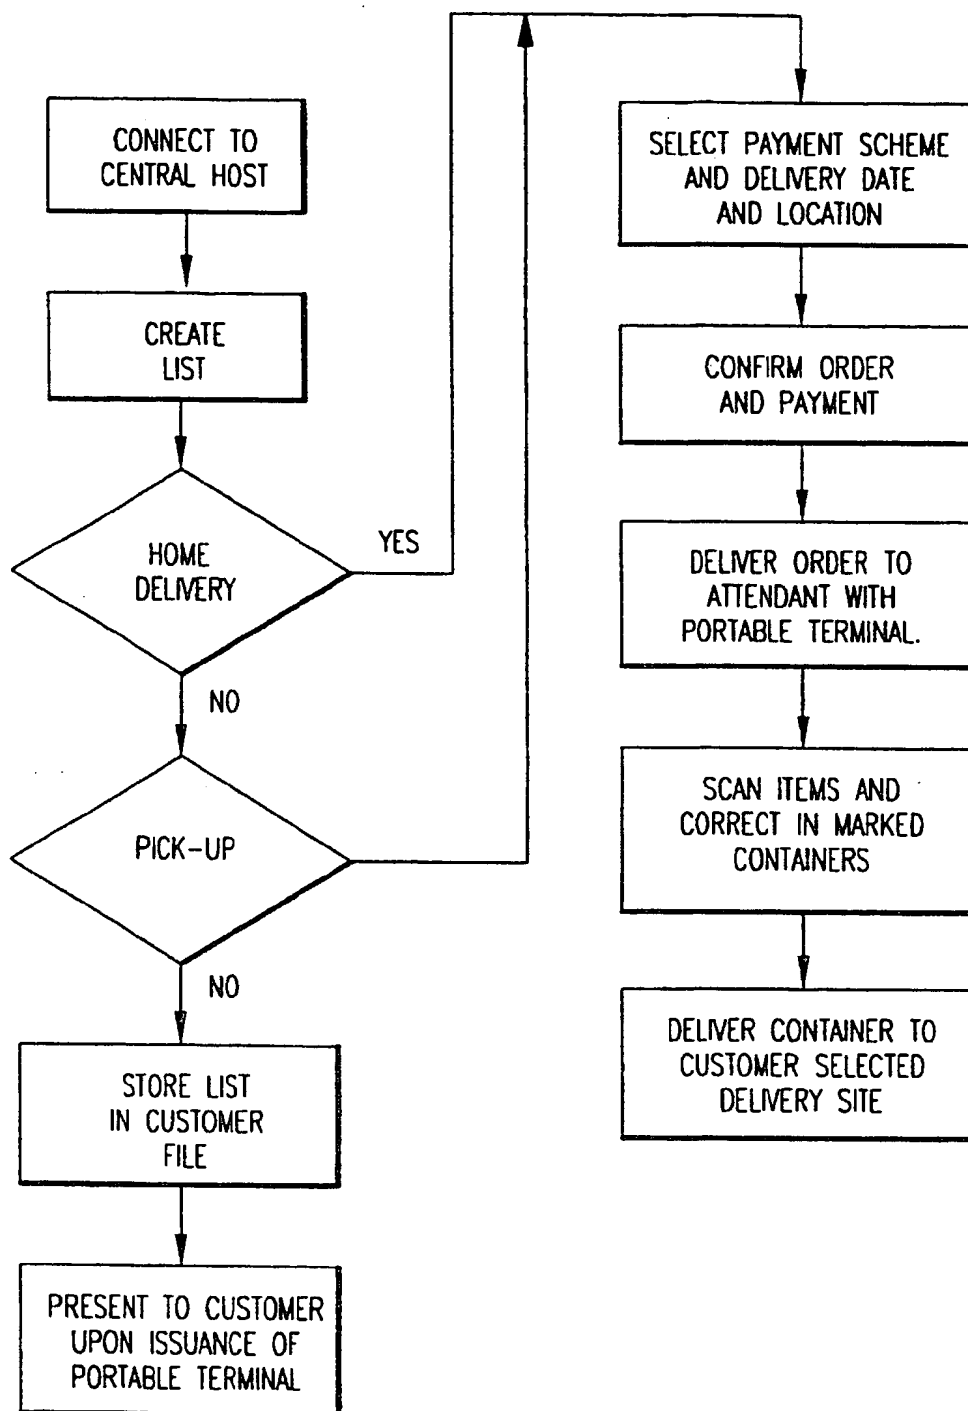 CONNECT TO
CENTRAL HOST
CREATE
LIST
HOME
DELIVERY
YES
NO
PICK-UP
NO
STORE LIST
IN CUSTOMER
FILE
PRESENT TO CUSTOMER
UPON ISSUANCE OF
PORTABLE TERMINAL
SELECT PAYMENT SCHEME
AND DELIVERY DATE
AND LOCATION
CONFIRM ORDER
AND PAYMENT
DELIVER ORDER TO
ATTENDANT WITH
PORTABLE TERMINAL.
SCAN ITEMS AND
CORRECT IN MARKED
CONTAINERS
DELIVER CONTAINER TO
CUSTOMER SELECTED
DELIVERY SITE